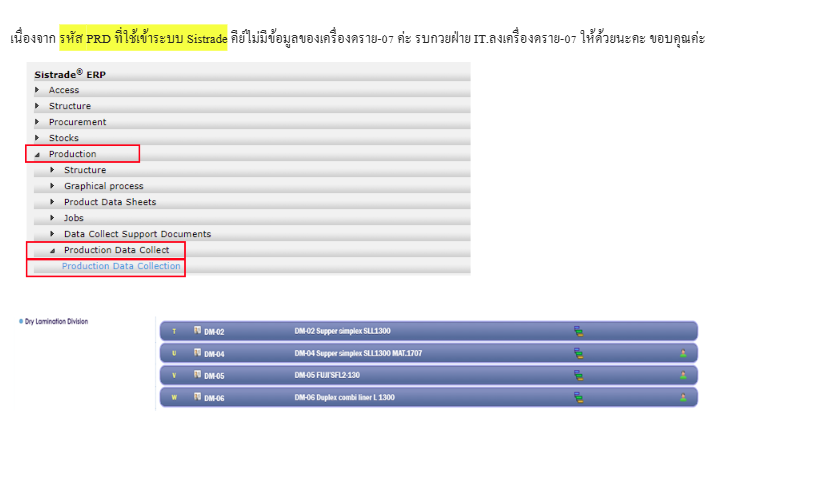 เนื่องจาก รหัส PRD ที่ใช้เข้าระบบ Sistrade คีย์ไม่มีข้อมูลของเครื่องดราย-07 ค่ะ รบกวยฝ่าย IT.ลงเครื่องดราย-07 ให้ด้วยนะคะ ขอบคุณค่ะ
Sistrade® ERP
Access
Structure
Procurement
Stocks
Production
Structure
Graphical process
Product Data Sheets
Jobs
Data Collect Support Documents
Production Data Collect
Production Data Collection
Dry Lamination Division
T DM-02 DM-02 Supper simplex SLL1300
U DM-04 DM-04 Supper simplex SLL1300 MAT.1707
V DM-05 DM-05 FUJI'SFL2-130
W DM-06 DM-06 Duplex combi liner L 1300